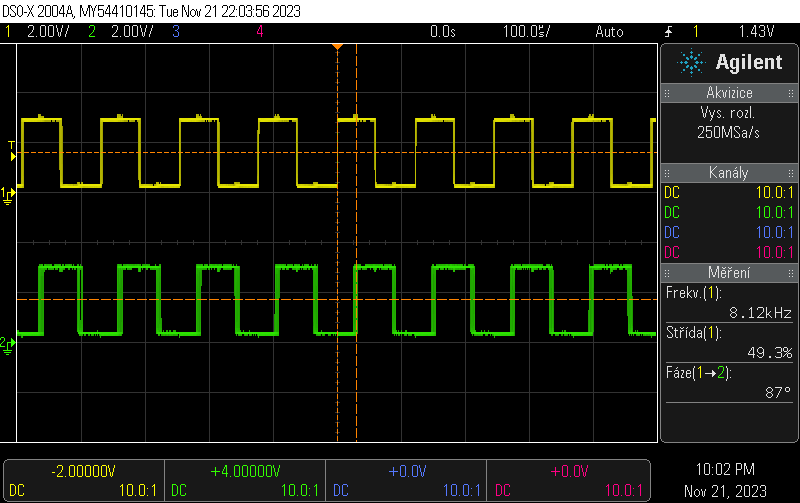 DSO-X 2004A, MY54410145: Tue Nov 21 22:03:56 2023
1 2.00V/ 2 2.00V/ 3 4 0.0s 100.0s/ Auto 1 1.43V
Agilent
Akvizice
Vys. rozl.
250MSa/s
Kanály
DC 10.0:1
DC 10.0:1
DC 10.0:1
DC 10.0:1
Měření
Frekv.(1):
8.12kHz
Střída(1):
49.3%
Fáze(1→2):
87°
T
1
2
-2.00000V +4.00000V +0.0V +0.0V
DC 10.0:1 DC 10.0:1 DC 10.0:1 DC 10.0:1
10:02 PM
Nov 21, 2023